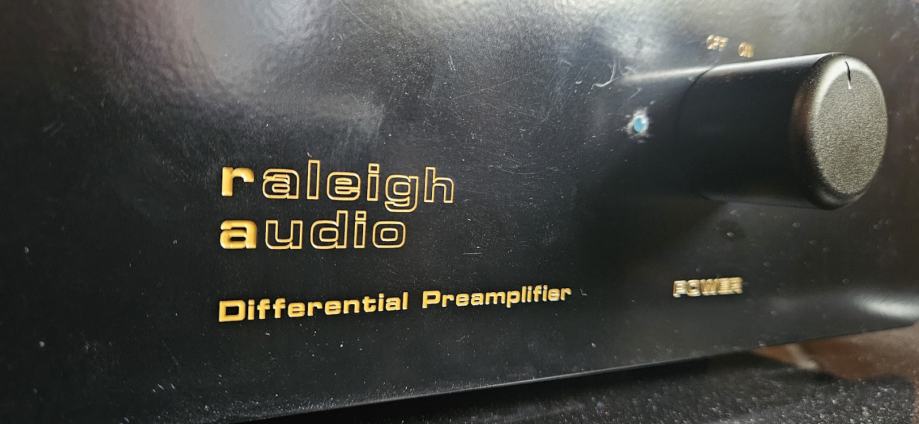 OFF ON
raleigh
audio
Differential Preamplifier
POWER